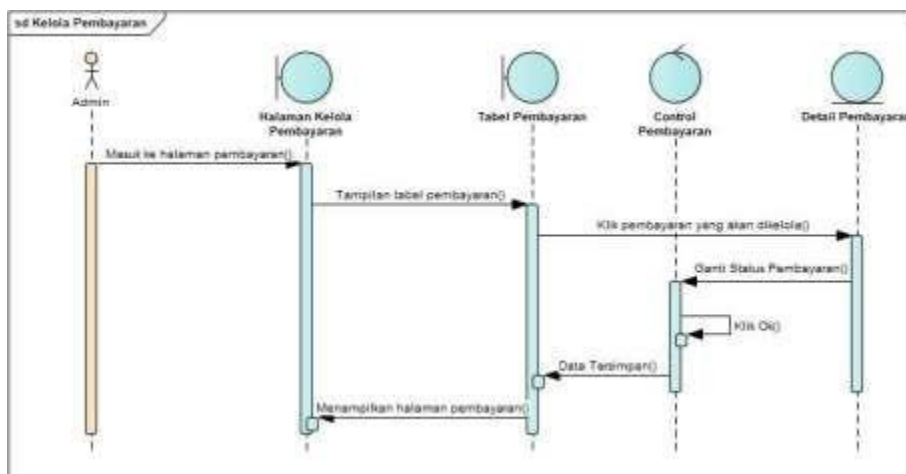 sd Kelola Pembayaran
Admin
Halaman Kelola
Pembayaran
Tabel Pembayaran
Control
Pembayaran
Detail Pembayaran
Masuk ke halaman pembayaran()
Tampilan tabel pembayaran()
Klik pembayaran yang akan dikelola()
Ganti Status Pembayaran()
Klik Ok()
Data Tersimpan()
Menampilkan halaman pembayaran()